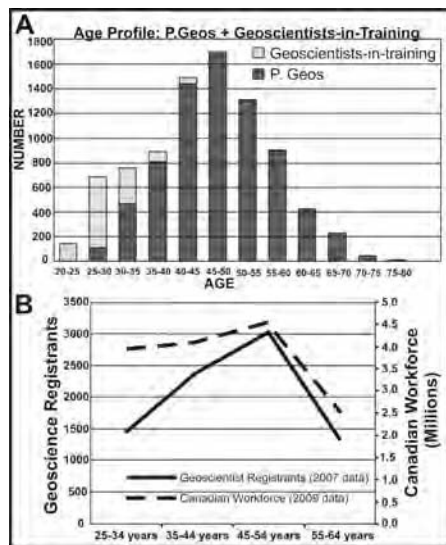 A
Age Profile: P.Geos + Geoscientists-in-Training
Geoscientists-in-training
P. Geos
NUMBER
1800
1600
1400
1200
1000
800
600
400
200
0
20-25 25-30 30-35 35-40 40-45 45-50 50-55 55-60 60-65 65-70 70-75 75-80
AGE
B
Geoscience Registrants
3500
3000
2500
2000
1500
1000
500
0
5.0
4.5
4.0
3.5
3.0
2.5
2.0
1.5
1.0
0.5
0.0
Canadian Workforce
(Millions)
Geoscientist Registrants (2007 data)
Canadian Workforce (2009 data)
25-34 years 35-44 years 45-54 years 55-64 years